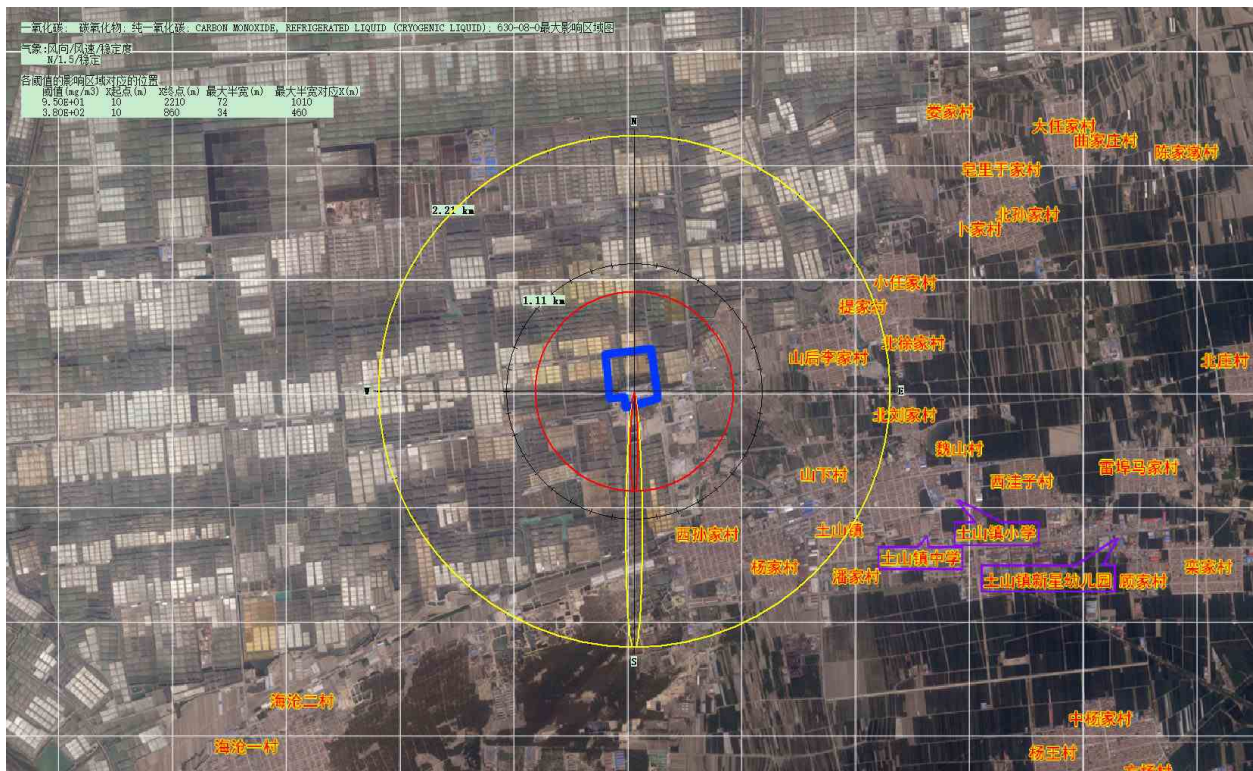 一氧化碳; 碳氧化物; 纯一氧化碳; CARBON MONOXIDE, REFRIGERATED LIQUID (CRYOGENIC LIQUID); 630-08-0最大影响区域图
气象:风向/风速/稳定度
N/1.5/稳定
各阈值的影响区域对应的位置
阈值(mg/m3) X起点(m) X终点(m) 最大半宽(m) 最大半宽对应X(m)
9.50E+01 10 2210 72 1010
3.80E+02 10 860 34 460
娄家村
大任家村
曲家庄村
陈家墩村
N
皂里于家村
2.21 km
北孙家村
卜家村
小任家村
1.11 km
提家村
北徐家村
山后李家村
北庄村
W
E
北刘家村
魏山村
雷埠马家村
山下村
西洼子村
土山镇
土山镇小学
西孙家村
土山镇中学
杨家村
潘家村
土山镇新星幼儿园
顾家村
栾家村
S
海沧二村
中杨家村
海沧一村
杨王村